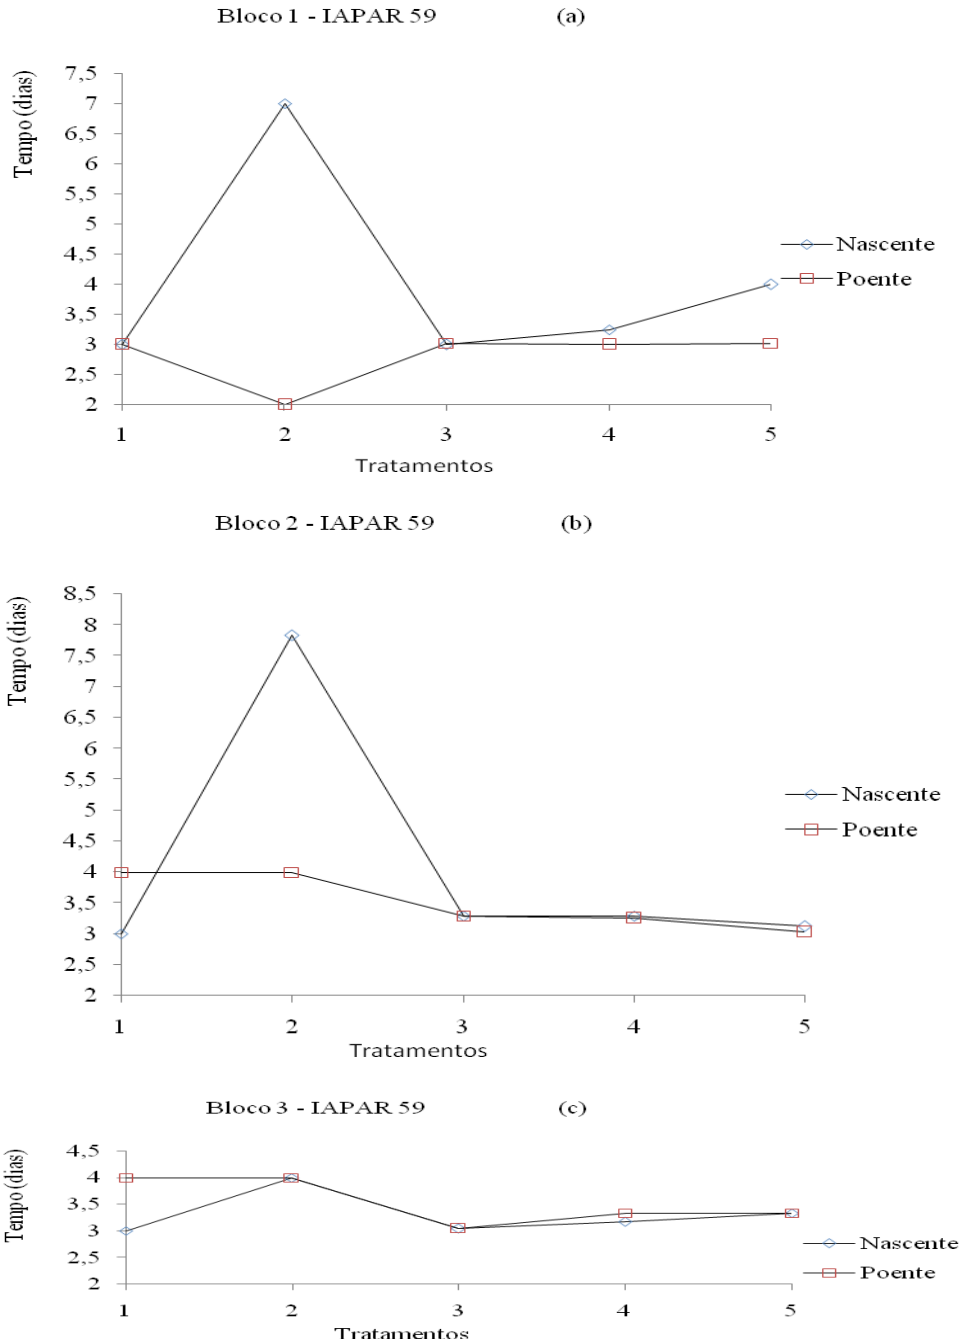 Bloco 1 - IAPAR 59 (a)
Tempo (dias)
7,5
7
6,5
6
5,5
5
4,5
4
3,5
3
2,5
2
Nascente
Poente
1 2 3 4 5
Tratamentos
Bloco 2 - IAPAR 59 (b)
Tempo (dias)
8,5
8
7,5
7
6,5
6
5,5
5
4,5
4
3,5
3
2,5
2
Nascente
Poente
1 2 3 4 5
Tratamentos
Bloco 3 - IAPAR 59 (c)
Tempo (dias)
4,5
4
3,5
3
2,5
2
Nascente
Poente
1 2 3 4 5
Tratamentos